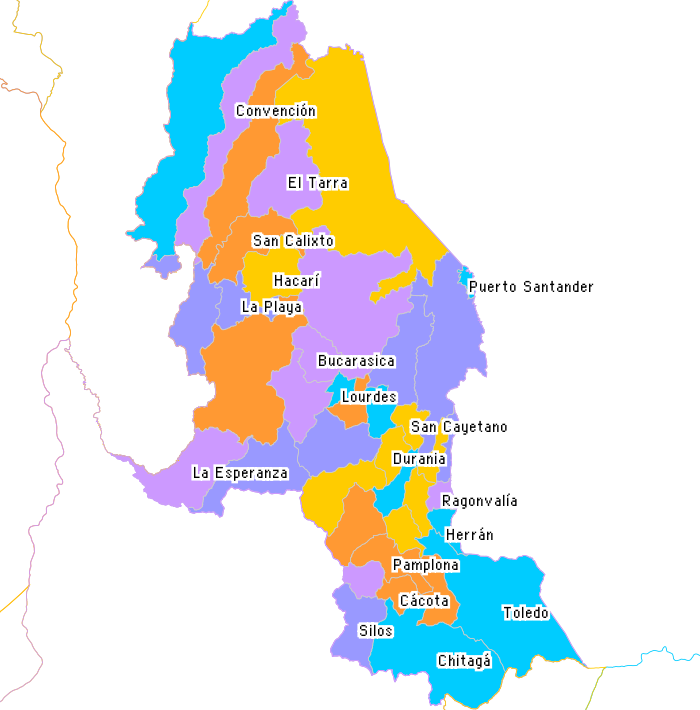 Convención
El Tarra
San Calixto
Hacarí
Puerto Santander
La Playa
Bucarasica
Lourdes
San Cayetano
Durania
La Esperanza
Ragonvalía
Herrán
Pamplona
Cácota
Toledo
Silos
Chitagá